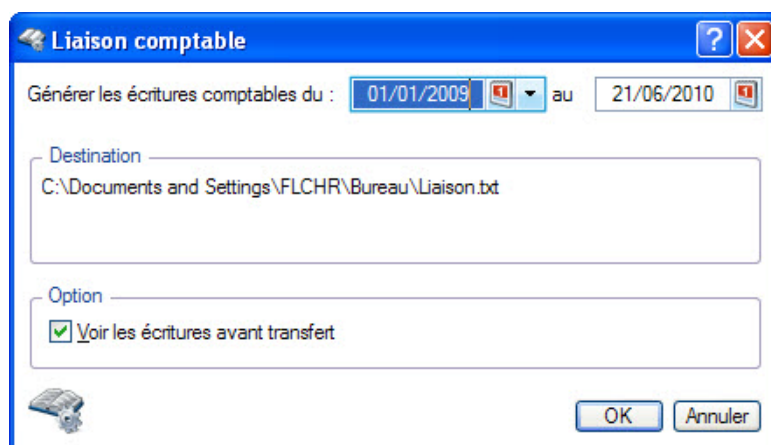 Liaison comptable
Générer les écritures comptables du : 01/01/2009 au 21/06/2010
Destination
C:\Documents and Settings\FLCHR\Bureau\Liaison.txt
Option
Voir les écritures avant transfert
OK Annuler